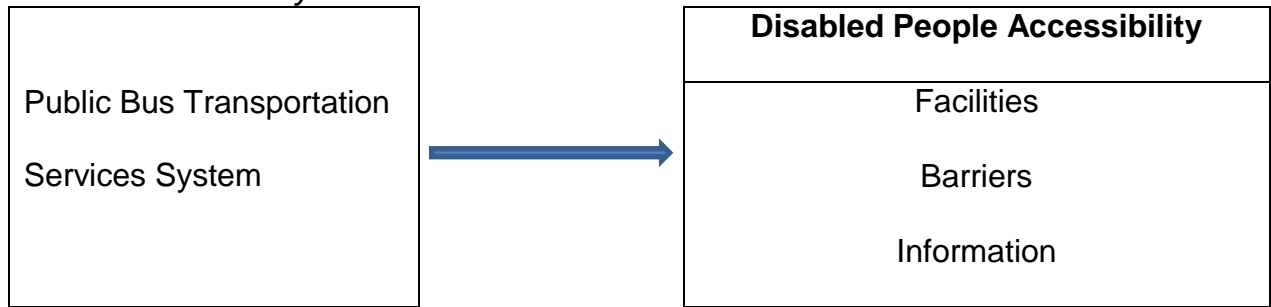 Disabled People Accessibility
Public Bus Transportation
Services System
Facilities
Barriers
Information